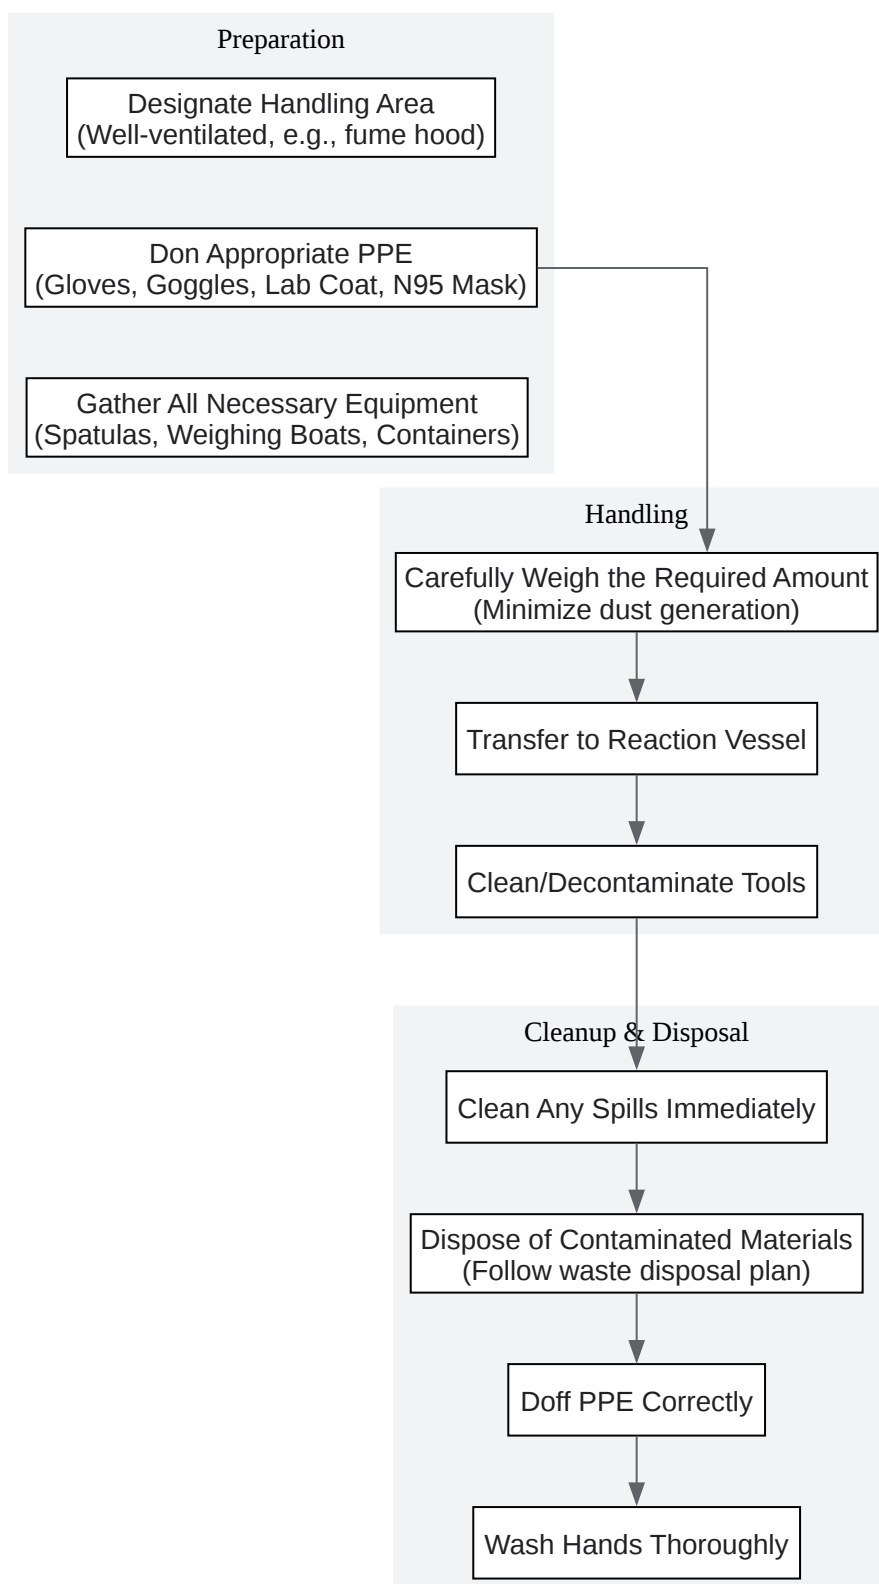 Preparation
Designate Handling Area
(Well-ventilated, e.g., fume hood)
Don Appropriate PPE
(Gloves, Goggles, Lab Coat, N95 Mask)
Gather All Necessary Equipment
(Spatulas, Weighing Boats, Containers)
Handling
Carefully Weigh the Required Amount
(Minimize dust generation)
Transfer to Reaction Vessel
Clean/Decontaminate Tools
Cleanup & Disposal
Clean Any Spills Immediately
Dispose of Contaminated Materials
(Follow waste disposal plan)
Doff PPE Correctly
Wash Hands Thoroughly